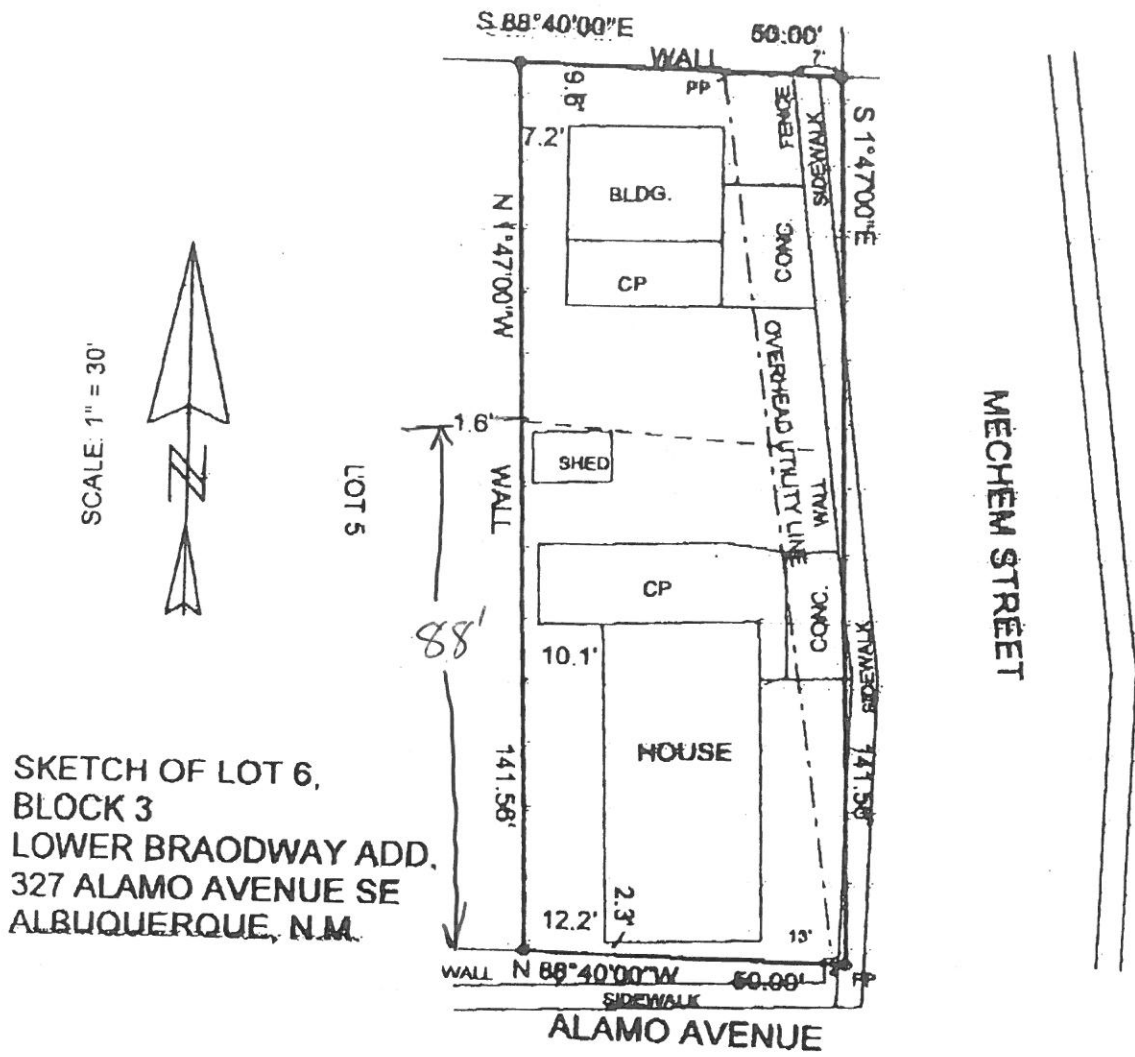 S 88°40'00"E
50.00'
WALL
7'
PP
9.6'
FENCE
SIDEWALK
S 1°47'00"E
7.2'
BLDG.
CONC.
CP
N 1°47'00"W
OVERHEAD UTILITY LINE
SCALE: 1" = 30'
N
LOT 5
1.6'
SHED
WALL
WALL
MECHEM STREET
CP
CONC.
88'
10.1'
SIDEWALK
HOUSE
141.58'
141.58'
SKETCH OF LOT 6,
BLOCK 3
LOWER BRAODWAY ADD.
327 ALAMO AVENUE SE
ALBUQUERQUE, N.M.
12.2'
2.3'
13'
WALL
N 88°40'00"W
50.00'
PP
SIDEWALK
ALAMO AVENUE